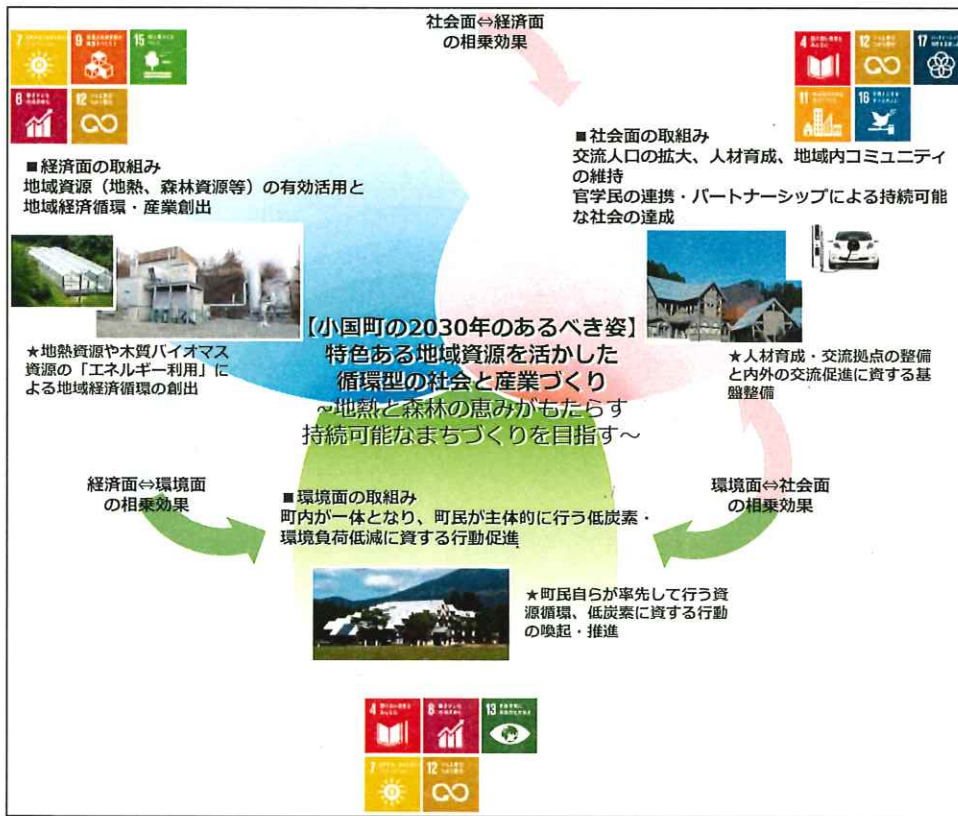 社会面⇔経済面
の相乗効果
7
9
15
8
12
4
12
17
11
16
■経済面の取組み
地域資源（地熱、森林資源等）の有効活用と
地域経済循環・産業創出
■社会面の取組み
交流人口の拡大、人材育成、地域内コミュニティ
の維持
官学民の連携・パートナーシップによる持続可能
な社会の達成
★地熱資源や木質バイオマス
資源の「エネルギー利用」に
よる地域経済循環の創出
【小国町の2030年のあるべき姿】
特色ある地域資源を活かした
循環型の社会と産業づくり
~地熱と森林の恵みがもたらす
持続可能なまちづくりを目指す～
★人材育成・交流拠点の整備
と内外の交流促進に資する基
盤整備
経済面⇔環境面
の相乗効果
環境面⇔社会面
の相乗効果
■環境面の取組み
町内が一体となり、町民が主体的に行う低炭素・
環境負荷低減に資する行動促進
★町民自らが率先して行う資
源循環、低炭素に資する行動
の喚起・推進
4
8
13
7
12